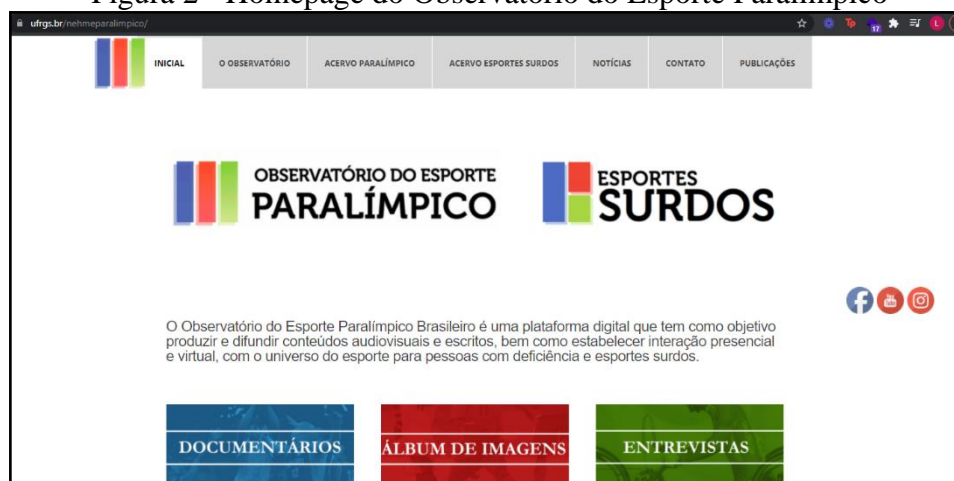 Figura 2 - Homepage do Observatório do Esporte Paralímpico
ufrgs.br/nehmeparalimpico/
17
L
INICIAL O OBSERVATÓRIO ACERVO PARALÍMPICO ACERVO ESPORTES SURDOS NOTÍCIAS CONTATO PUBLICAÇÕES
OBSERVATÓRIO DO ESPORTE
PARALÍMPICO
ESPORTES
SURDOS
O Observatório do Esporte Paralímpico Brasileiro é uma plataforma digital que tem como objetivo
produzir e difundir conteúdos audiovisuais e escritos, bem como estabelecer interação presencial
e virtual, com o universo do esporte para pessoas com deficiência e esportes surdos.
DOCUMENTÁRIOS
ÁLBUM DE IMAGENS
ENTREVISTAS